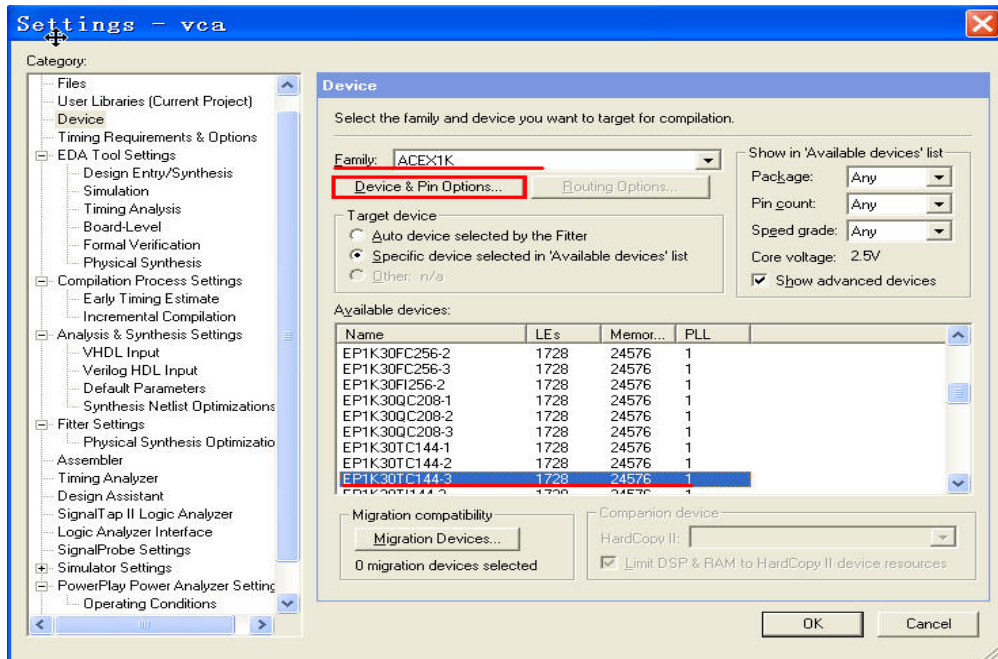 Settings - vca
Category:
Files
User Libraries (Current Project)
Device
Timing Requirements & Options
EDA Tool Settings
Design Entry/Synthesis
Simulation
Timing Analysis
Board-Level
Formal Verification
Physical Synthesis
Compilation Process Settings
Early Timing Estimate
Incremental Compilation
Analysis & Synthesis Settings
VHDL Input
Verilog HDL Input
Default Parameters
Synthesis Netlist Optimizations
Fitter Settings
Physical Synthesis Optimizatio
Assembler
Timing Analyzer
Design Assistant
SignalTap II Logic Analyzer
Logic Analyzer Interface
SignalProbe Settings
Simulator Settings
PowerPlay Power Analyzer Setting
Operating Conditions
Device
Select the family and device you want to target for compilation.
Family: ACEX1K
Device & Pin Options... Routing Options...
Target device
Auto device selected by the Fitter
Specific device selected in 'Available devices' list
Other: n/a
Show in 'Available devices' list
Package: Any
Pin count: Any
Speed grade: Any
Core voltage: 2.5V
Show advanced devices
Available devices:
Name LEs Memor... PLL
EP1K30FC256-2 1728 24576 1
EP1K30FC256-3 1728 24576 1
EP1K30FI256-2 1728 24576 1
EP1K30QC208-1 1728 24576 1
EP1K30QC208-2 1728 24576 1
EP1K30QC208-3 1728 24576 1
EP1K30TC144-1 1728 24576 1
EP1K30TC144-2 1728 24576 1
EP1K30TC144-3 1728 24576 1
EP1K30TI144-2 1728 24576 1
Migration compatibility
Migration Devices...
0 migration devices selected
Companion device
HardCopy II:
Limit DSP & RAM to HardCopy II device resources
OK Cancel